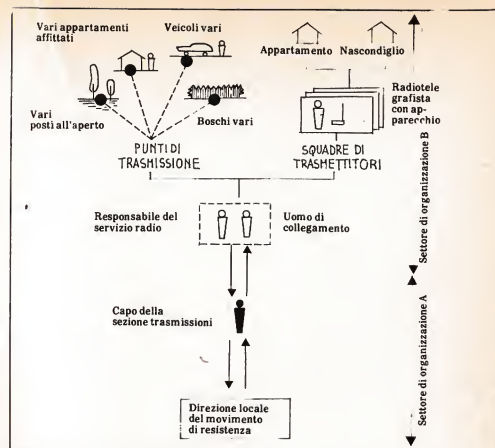 Vari appartamenti
affittati
Veicoli vari
Appartamento Nascondiglio
Radiotele
grafista
con ap-
parecchio
Vari
posti all'aperto
Boschi vari
PUNTI DI
TRASMISSIONE
SQUADRE DI
TRASMETTITORI
Settore di organizzazione B
Responsabile del
servizio radio
Uomo di
collegamento
Capo della
sezione trasmissioni
Settore di organizzazione A
Direzione locale
del movimento
di resistenza